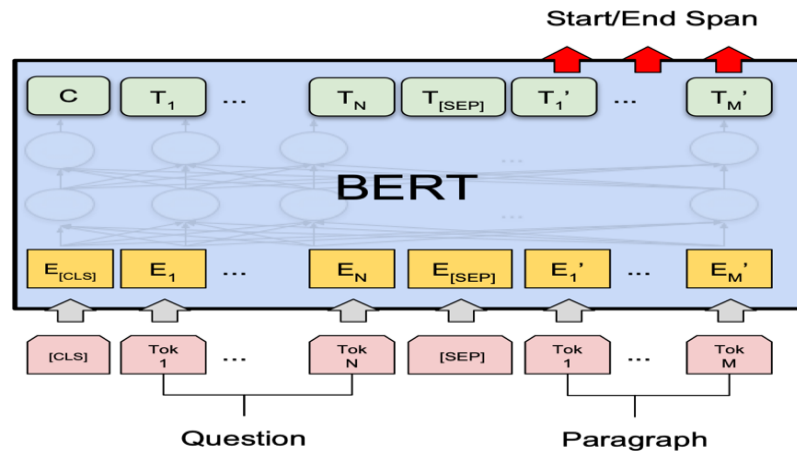 Start/End Span
C T1 ... TN T[SEP] T1' ... TM'
...
BERT
...
E[CLS] E1 ... EN E[SEP] E1' ... EM'
[CLS] Tok 1 ... Tok N [SEP] Tok 1 ... Tok M
Question Paragraph